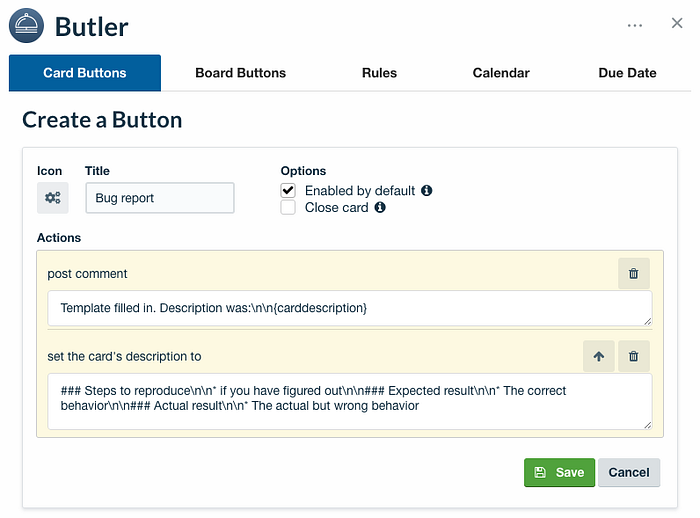 Butler
Card Buttons Board Buttons Rules Calendar Due Date
Create a Button
Icon Title Options
Bug report
Enabled by default
Close card
Actions
post comment
Template filled in. Description was:\n\n{carddescription}
set the card's description to
### Steps to reproduce\n\n* if you have figured out\n\n### Expected result\n\n* The correct
behavior\n\n### Actual result\n\n* The actual but wrong behavior
Save Cancel